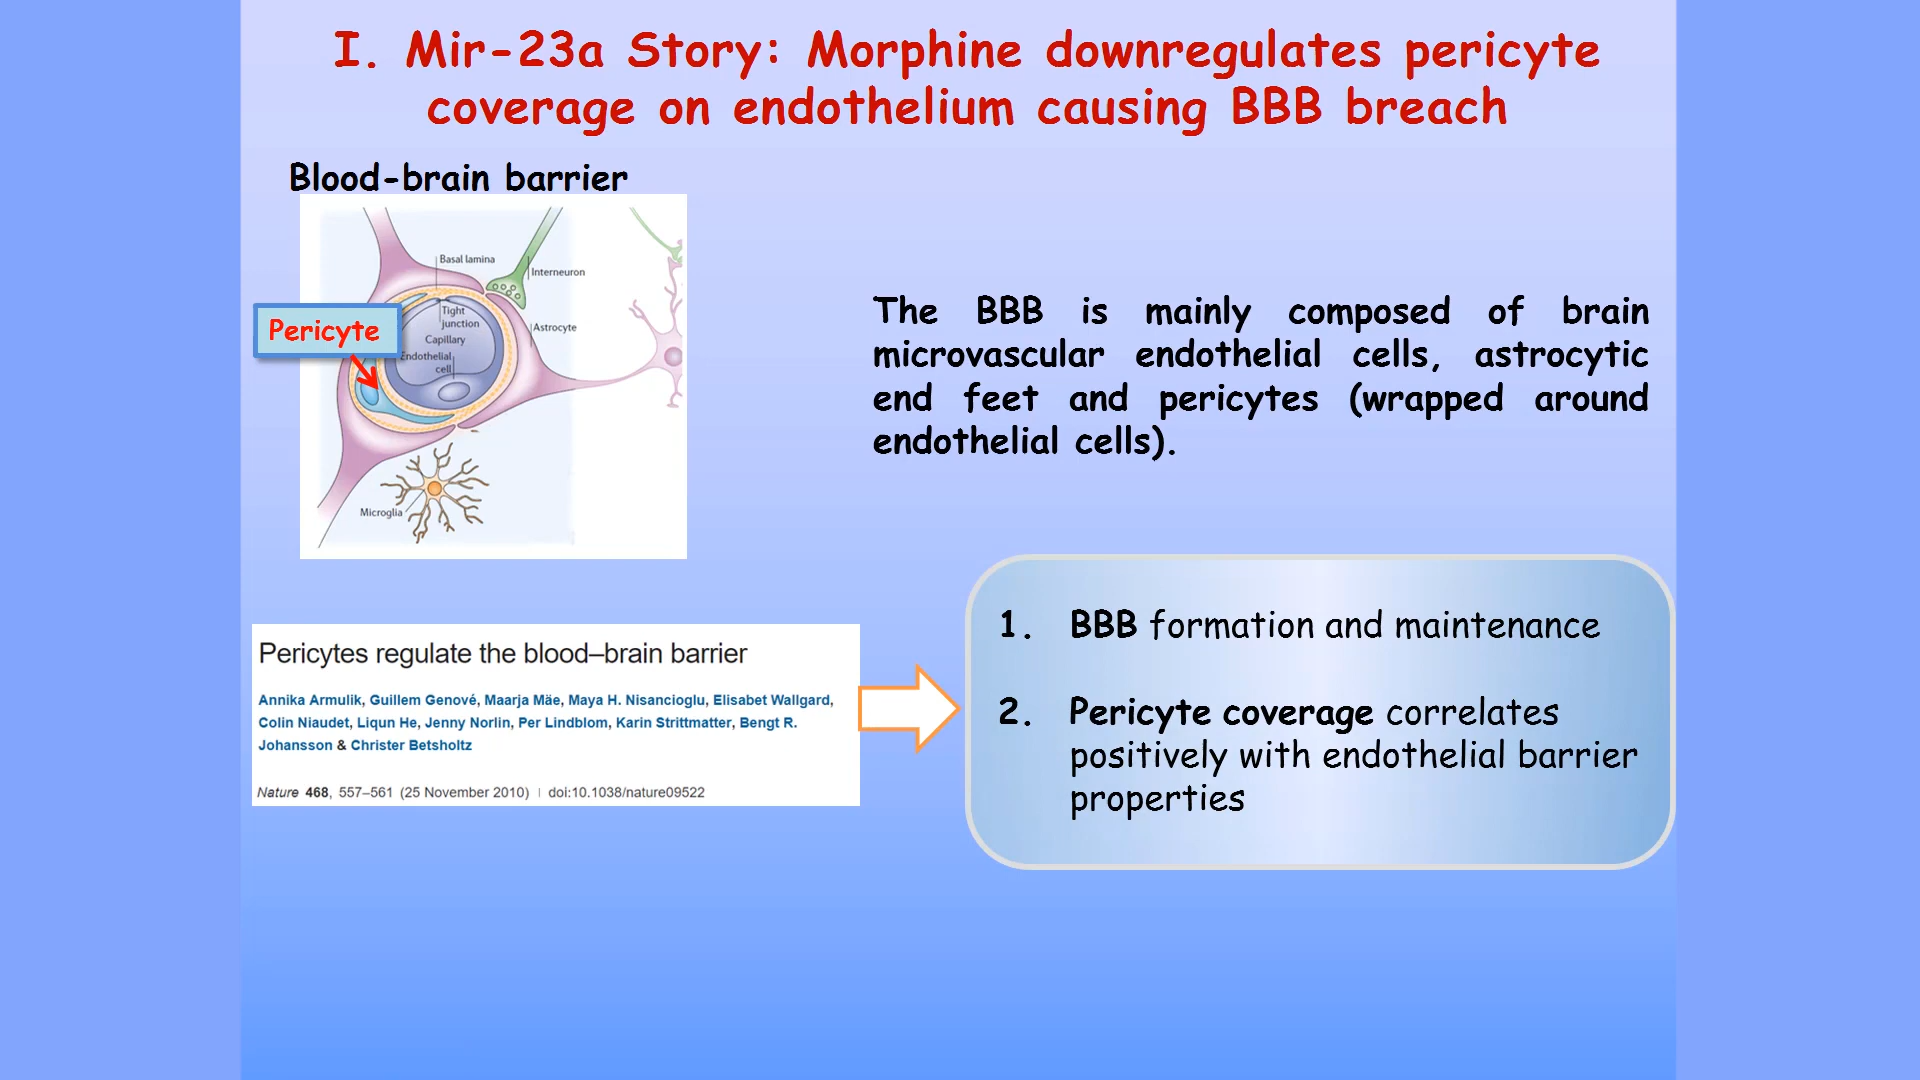 I. Mir-23a Story: Morphine downregulates pericyte
coverage on endothelium causing BBB breach
Blood-brain barrier
Basal lamina
Interneuron
Tight
junction
Astrocyte
Capillary
Endothelial
cell
Pericyte
Microglia
The BBB is mainly composed of brain
microvascular endothelial cells, astrocytic
end feet and pericytes (wrapped around
endothelial cells).
Pericytes regulate the blood–brain barrier
Annika Armulik, Guillem Genové, Maarja Mäe, Maya H. Nisancioglu, Elisabet Wallgard,
Colin Niaudet, Liqun He, Jenny Norlin, Per Lindblom, Karin Strittmatter, Bengt R.
Johansson & Christer Betsholtz
Nature 468, 557–561 (25 November 2010) | doi:10.1038/nature09522
1. BBB formation and maintenance
2. Pericyte coverage correlates
positively with endothelial barrier
properties